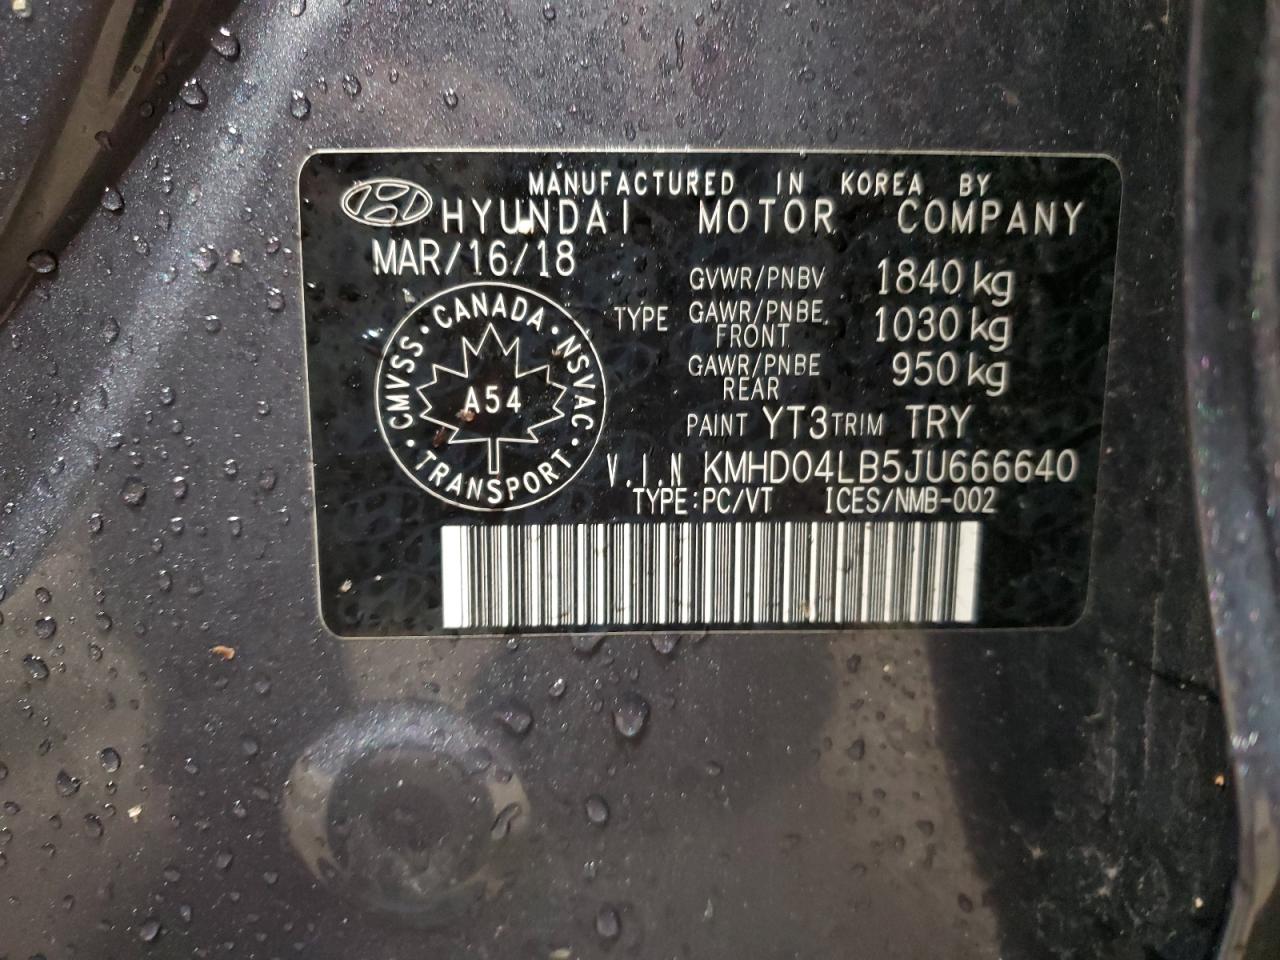 MANUFACTURED IN KOREA BY
HYUNDAI MOTOR COMPANY
MAR/16/18
CMVSS · CANADA · NSVAC · TRANSPORT ·
A54
TYPE
GVWR/PNBV 1840 kg
GAWR/PNBE FRONT 1030 kg
GAWR/PNBE REAR 950 kg
PAINT YT3 TRIM TRY
V.I.N KMHD04LB5JU666640
TYPE:PC/VT ICES/NMB-002